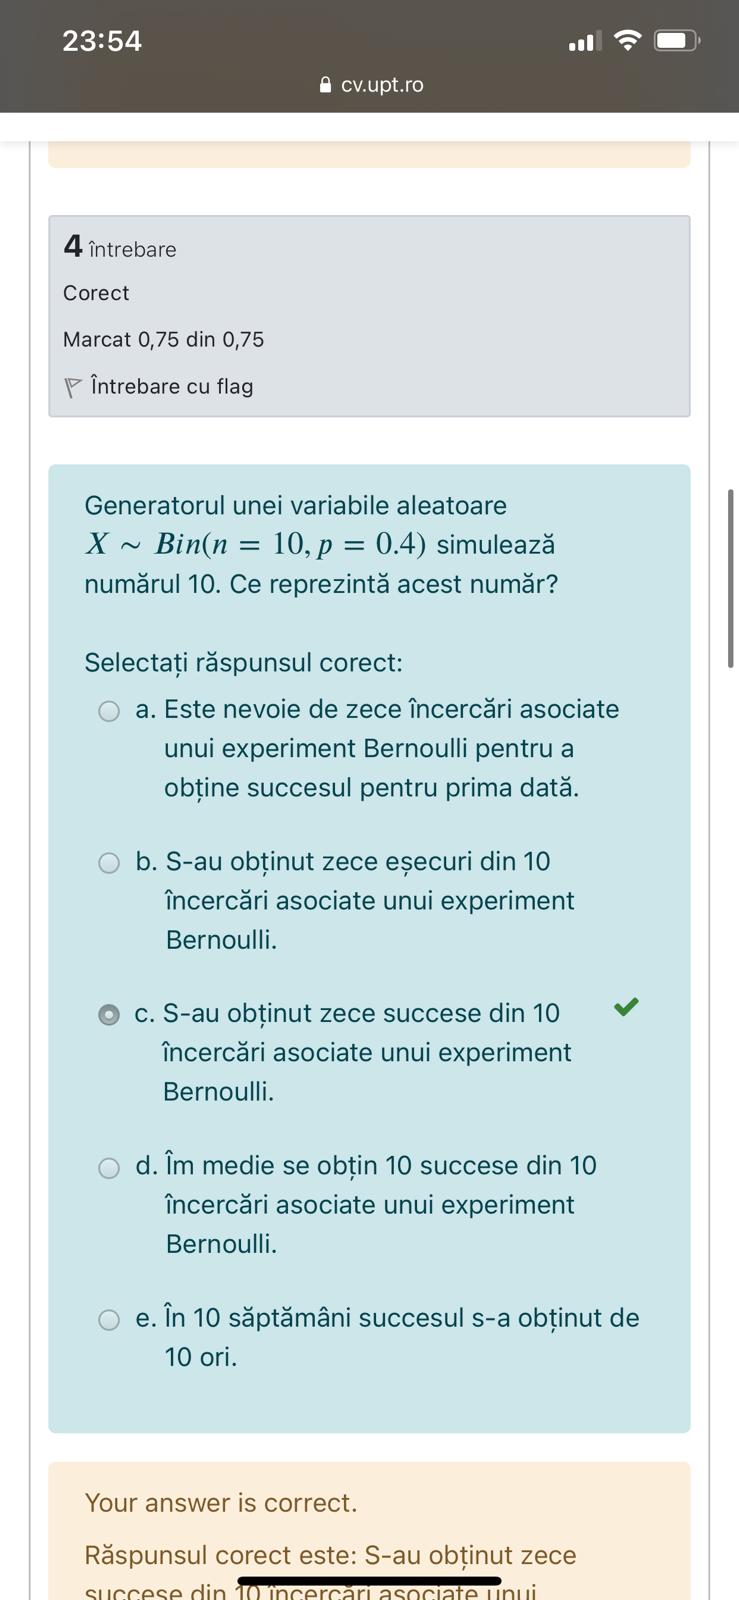 23:54
cv.upt.ro
4 întrebare
Corect
Marcat 0,75 din 0,75
Întrebare cu flag
Generatorul unei variabile aleatoare
X ∼ Bin(n = 10, p = 0.4) simulează
numărul 10. Ce reprezintă acest număr?
Selectați răspunsul corect:
a. Este nevoie de zece încercări asociate
unui experiment Bernoulli pentru a
obține succesul pentru prima dată.
b. S-au obținut zece eșecuri din 10
încercări asociate unui experiment
Bernoulli.
c. S-au obținut zece succese din 10
încercări asociate unui experiment
Bernoulli.
d. Îm medie se obțin 10 succese din 10
încercări asociate unui experiment
Bernoulli.
e. În 10 săptămâni succesul s-a obținut de
10 ori.
Your answer is correct.
Răspunsul corect este: S-au obținut zece
succese din 10 încercări asociate unui